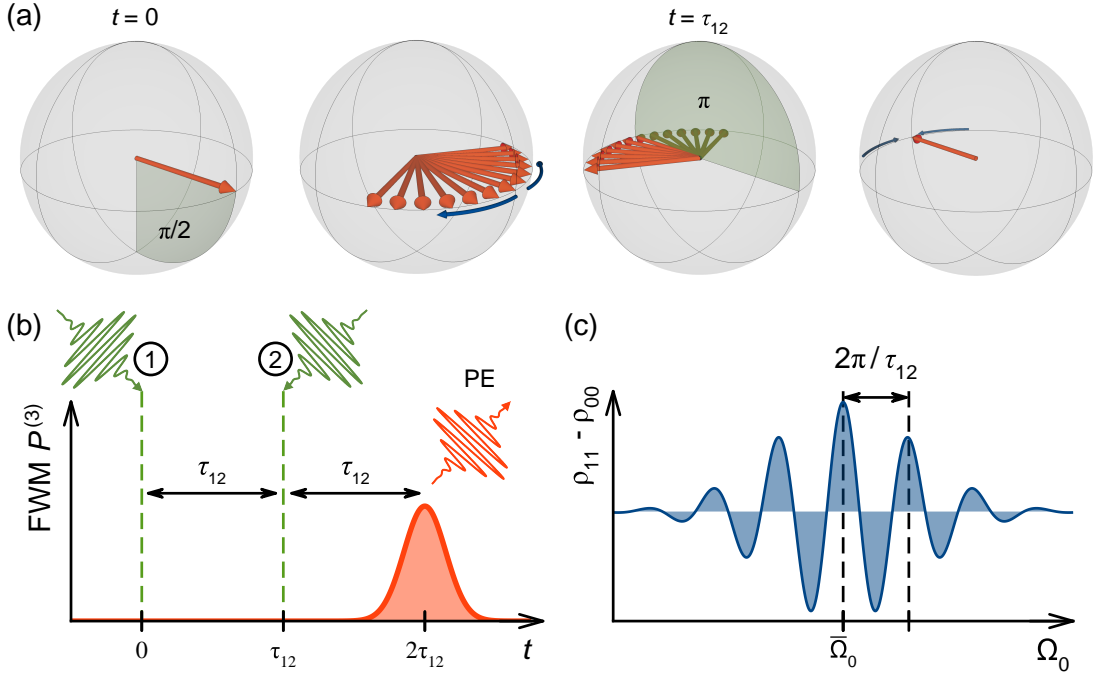 (a)
t = 0
t = τ₁₂
π/2
π
(b)
1
2
PE
FWM P⁽³⁾
τ₁₂
τ₁₂
0
τ₁₂
2τ₁₂
t
(c)
2π/τ₁₂
ρ₁₁ - ρ₀₀
Ω̅₀
Ω₀